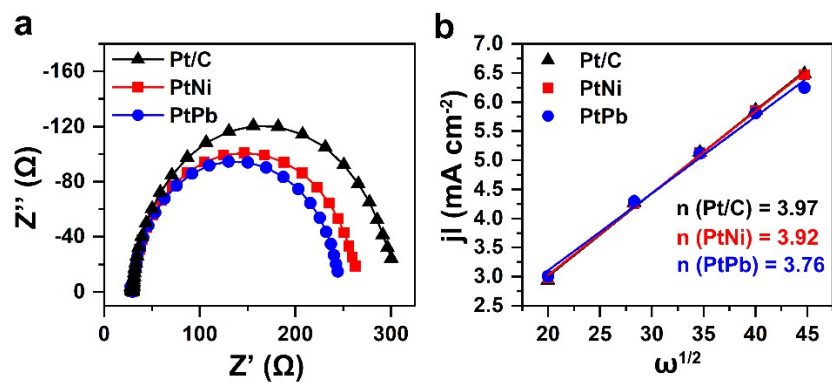 a
Pt/C
PtNi
PtPb
-160
-120
-80
-40
0
Z'' (Ω)
0
100
200
300
Z' (Ω)
b
Pt/C
PtNi
PtPb
7.0
6.5
6.0
5.5
5.0
4.5
4.0
3.5
3.0
2.5
jl (mA cm⁻²)
n (Pt/C) = 3.97
n (PtNi) = 3.92
n (PtPb) = 3.76
20
25
30
35
40
45
ω^1/2